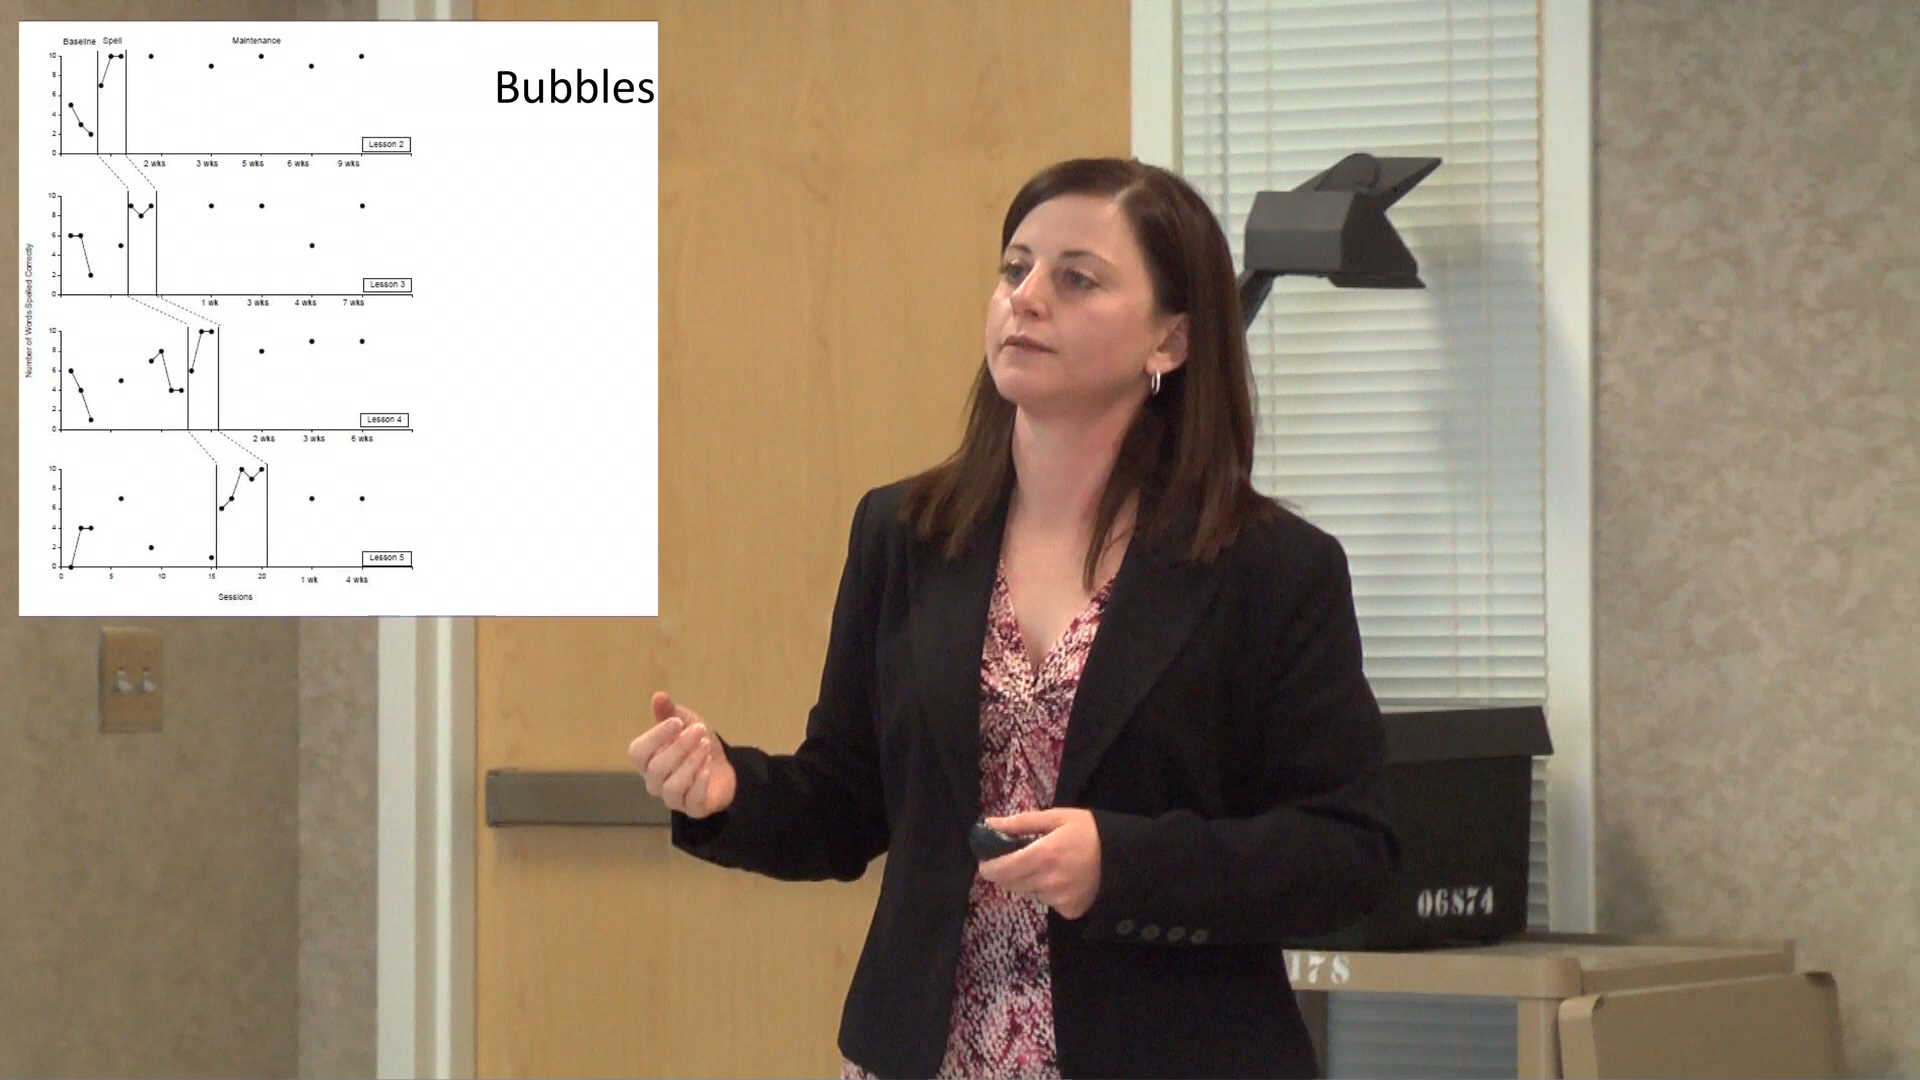 Baseline Spell Maintenance
Bubbles
10
8
6
4
2
0
Lesson 2
2 wks 3 wks 5 wks 6 wks 9 wks
Number of Words Spelled Correctly
10
8
6
4
2
0
Lesson 3
1 wk 3 wks 4 wks 7 wks
10
8
6
4
2
0
Lesson 4
2 wks 3 wks 6 wks
10
8
6
4
2
0
Lesson 5
0 5 10 15 20 1 wk 4 wks
Sessions
06874
178